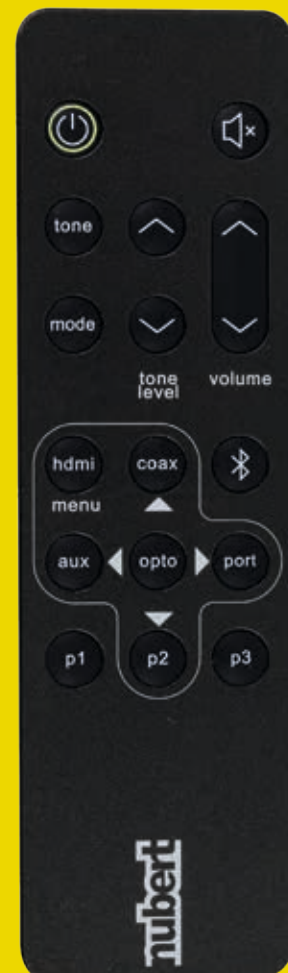 tone
mode
tone level
volume
hdmi
coax
menu
aux
opto
port
p1
p2
p3
nubert